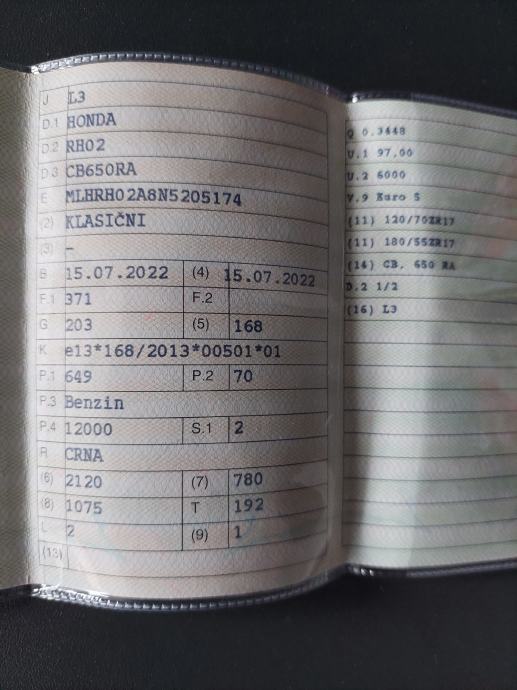 J L3
D.1 HONDA
D.2 RH02
D.3 CB650RA
E MLHRH02A8N5205174
(2) KLASIČNI
(3) –
B 15.07.2022 (4) 15.07.2022
F.1 371 F.2
G 203 (5) 168
K e13*168/2013*00501*01
P.1 649 P.2 70
P.3 Benzin
P.4 12000 S.1 2
R CRNA
(6) 2120 (7) 780
(8) 1075 T 192
L 2 (9) 1
(13)
Q 0.3448
U.1 97,00
U.2 6000
V.9 Euro 5
(11) 120/70ZR17
(11) 180/55ZR17
(14) CB, 650 RA
D.2 1/2
(16) L3